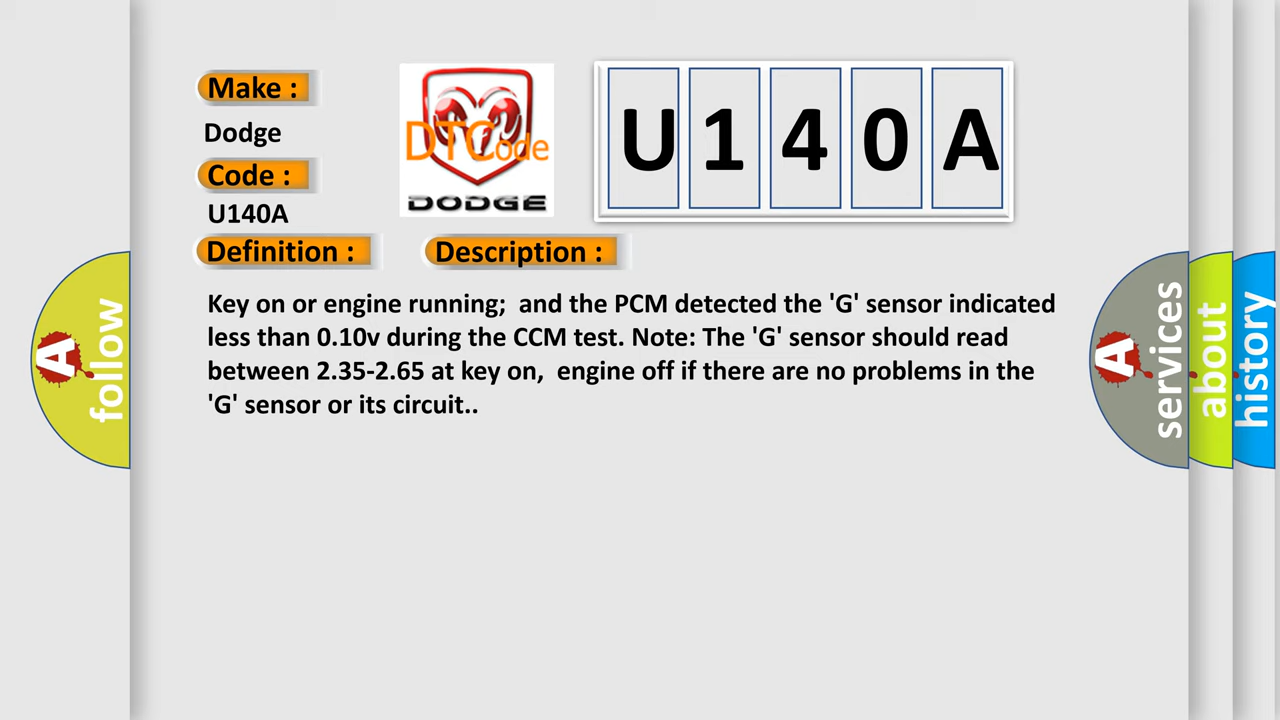 Make :
Dodge
Code :
U140A
DTCode
DODGE
U140A
Definition :
Description :
Key on or engine running;  and the PCM detected the 'G' sensor indicated
less than 0.10v during the CCM test. Note: The 'G' sensor should read
between 2.35-2.65 at key on,  engine off if there are no problems in the
'G' sensor or its circuit..
A follow
A services
about
history